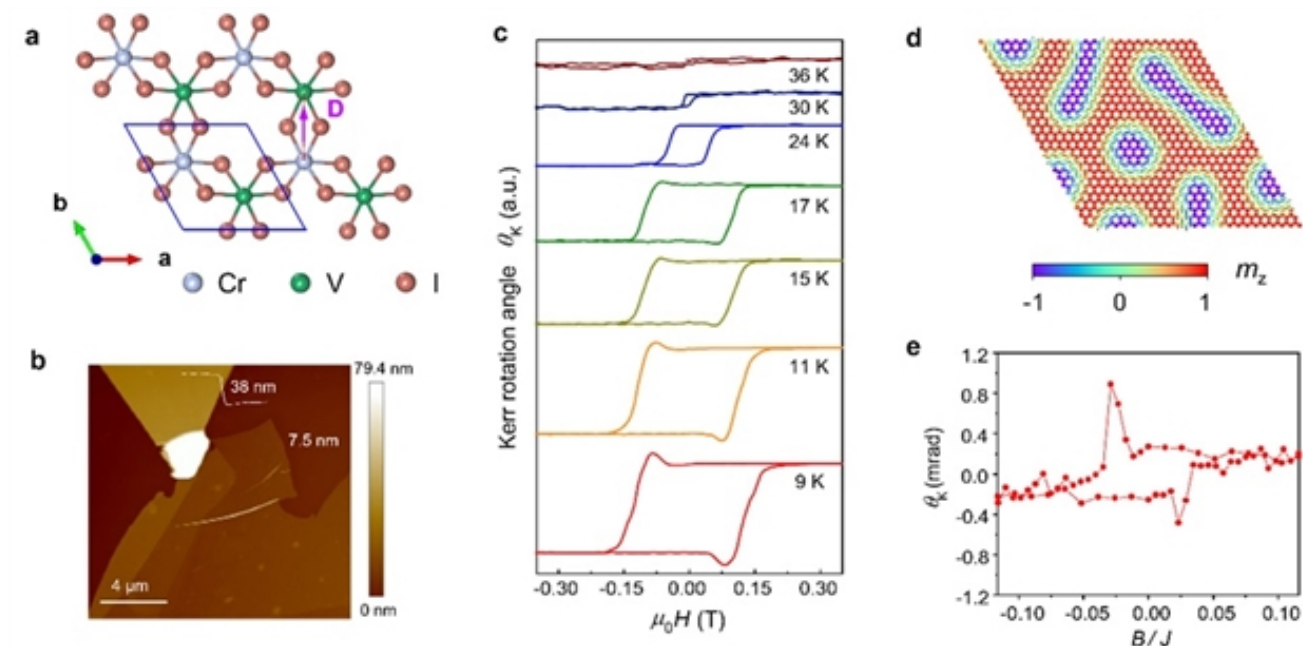 a
D
b
a
Cr
V
I
b
79.4 nm
38 nm
7.5 nm
4 μm
0 nm
c
Kerr rotation angle θK (a.u.)
36 K
30 K
24 K
17 K
15 K
11 K
9 K
-0.30 -0.15 0.00 0.15 0.30
μ0H (T)
d
-1 0 1 mz
e
θK (mrad)
1.2
0.8
0.4
0.0
-0.4
-0.8
-1.2
-0.10 -0.05 0.00 0.05 0.10
B / J